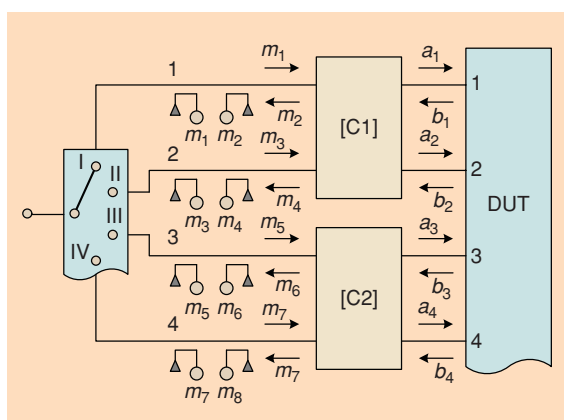 1 m1 a1
m1 m2 m2 [C1] b1 1
2 m3 a2
I II m3 m4 m4 b2 2
III 3 m5 a3 DUT
IV m5 m6 m6 [C2] b3 3
4 m7 a4
m7 m8 m7 b4 4